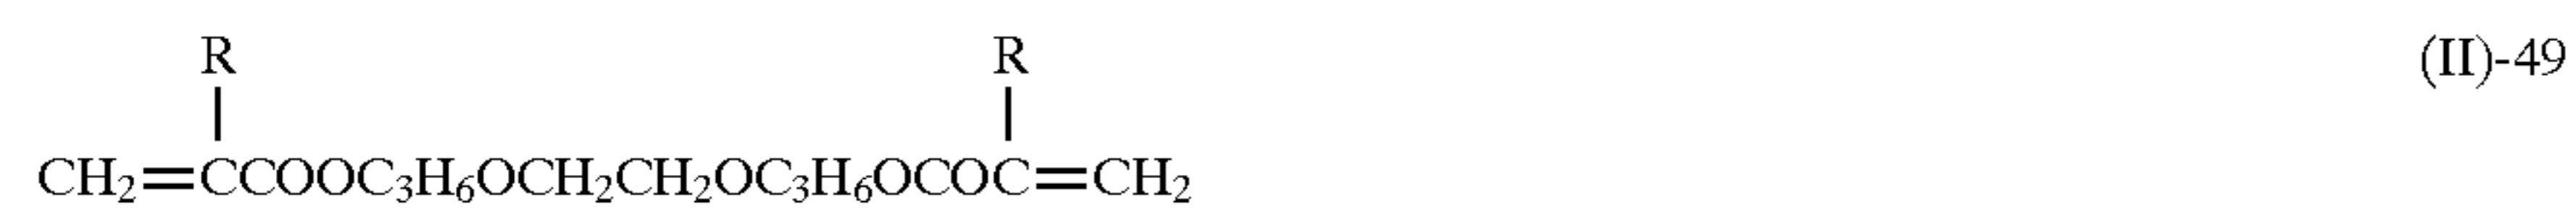 R R (II)-49
CH₂=CCOOC₃H₆OCH₂CH₂OC₃H₆OCOC=CH₂